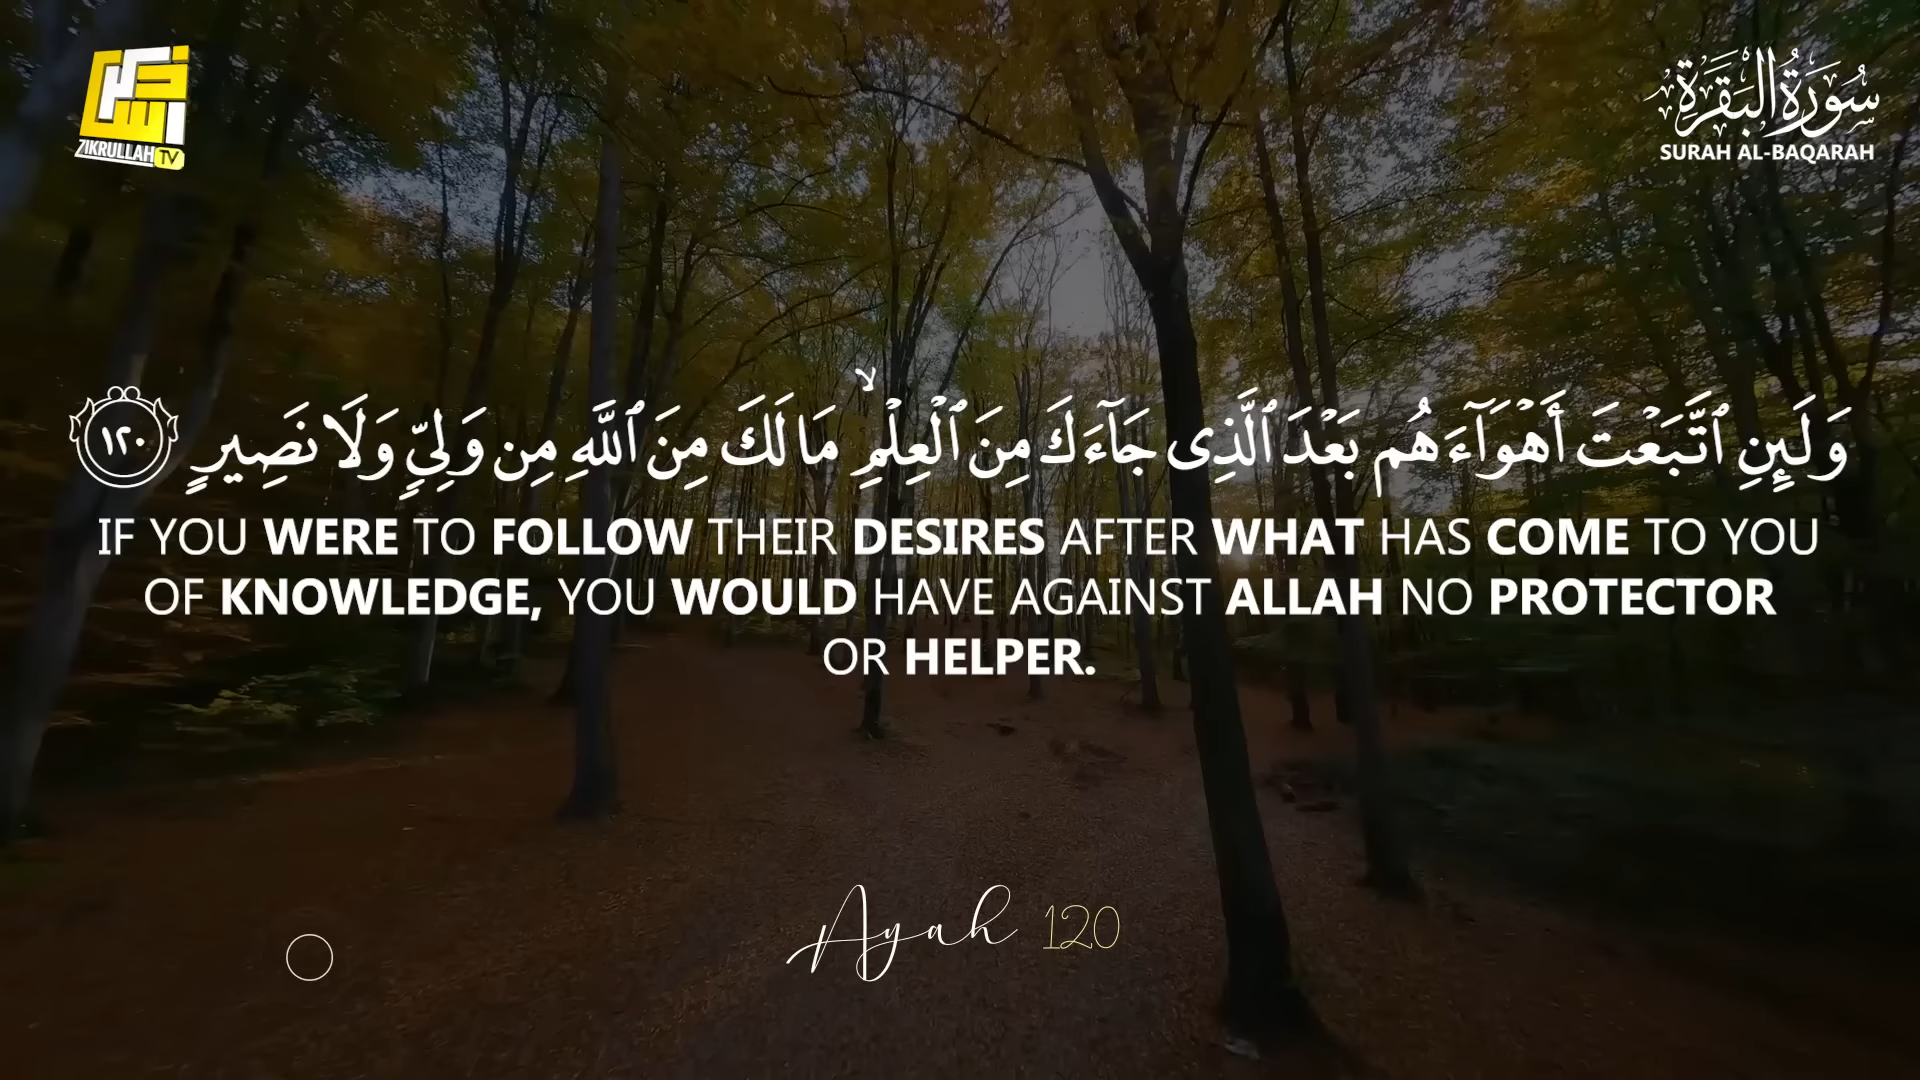 ذكر الله
ZIKRULLAH TV
سُورَةُ البَقَرَةِ
SURAH AL-BAQARAH
وَلَئِنِ ٱتَّبَعْتَ أَهْوَآءَهُم بَعْدَ ٱلَّذِى جَآءَكَ مِنَ ٱلْعِلْمِ ۙ مَا لَكَ مِنَ ٱللَّهِ مِن وَلِىٍّ وَلَا نَصِيرٍ ١٢٠
IF YOU WERE TO FOLLOW THEIR DESIRES AFTER WHAT HAS COME TO YOU
OF KNOWLEDGE, YOU WOULD HAVE AGAINST ALLAH NO PROTECTOR
OR HELPER.
Ayah 120